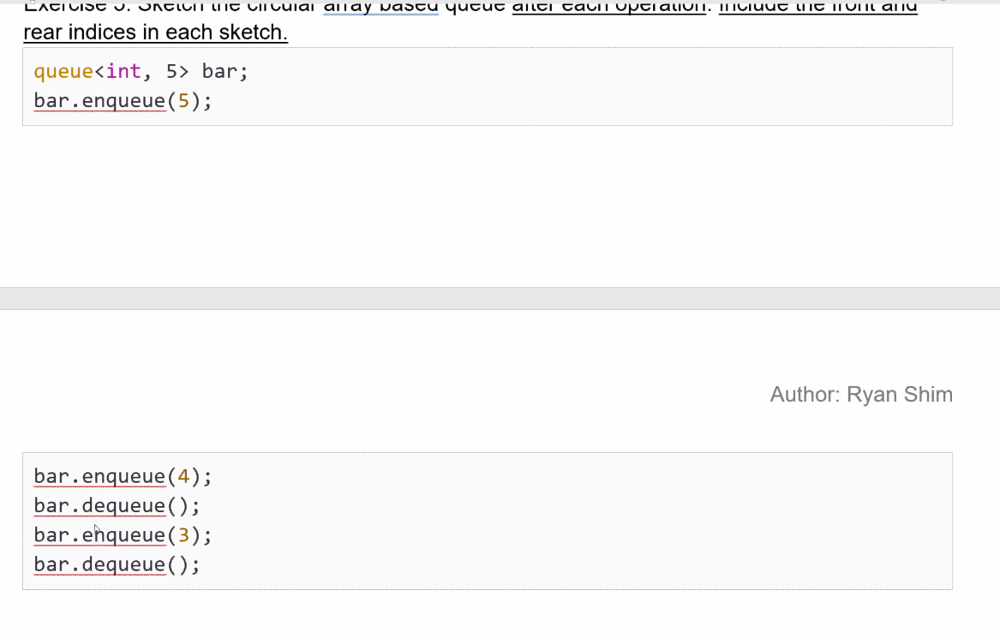 Exercise 5: Sketch the circular array based queue after each operation. Include the front and
rear indices in each sketch.
queue<int, 5> bar;
bar.enqueue(5);
Author: Ryan Shim
bar.enqueue(4);
bar.dequeue();
bar.enqueue(3);
bar.dequeue();